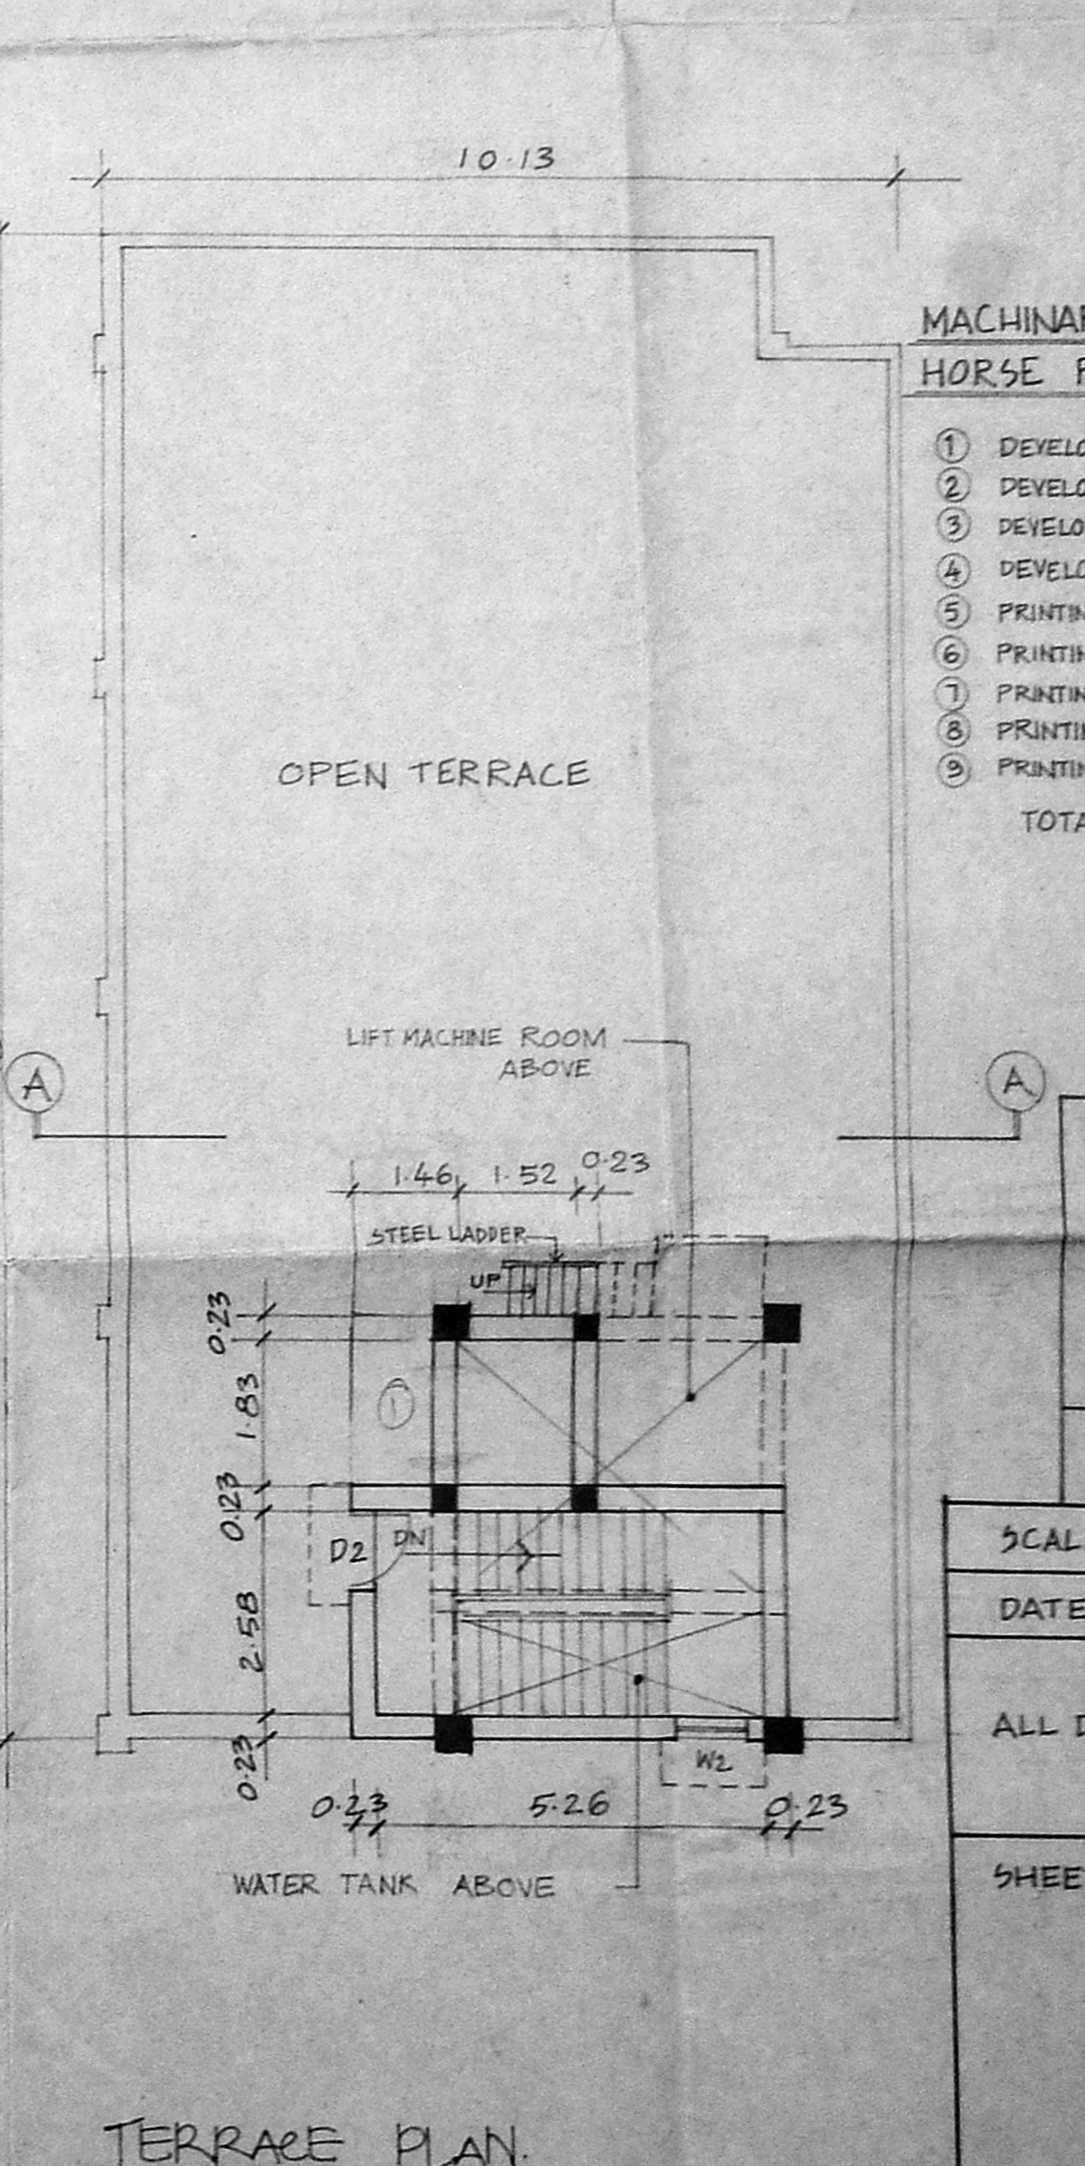 10.13
MACHINAR
HORSE P
① DEVELO
② DEVELO
③ DEVELO
④ DEVELO
⑤ PRINTIN
⑥ PRINTIN
⑦ PRINTIN
⑧ PRINTIN
⑨ PRINTIN
TOTA
OPEN TERRACE
LIFT MACHINE ROOM
ABOVE
A
A
1.46 1.52 0.23
STEEL LADDER
UP
0.23
1.83
0.23
2.58
0.23
①
D2
DN
W2
0.23 5.26 0.23
WATER TANK ABOVE
SCAL
DATE
ALL D
SHEE
TERRACE PLAN.